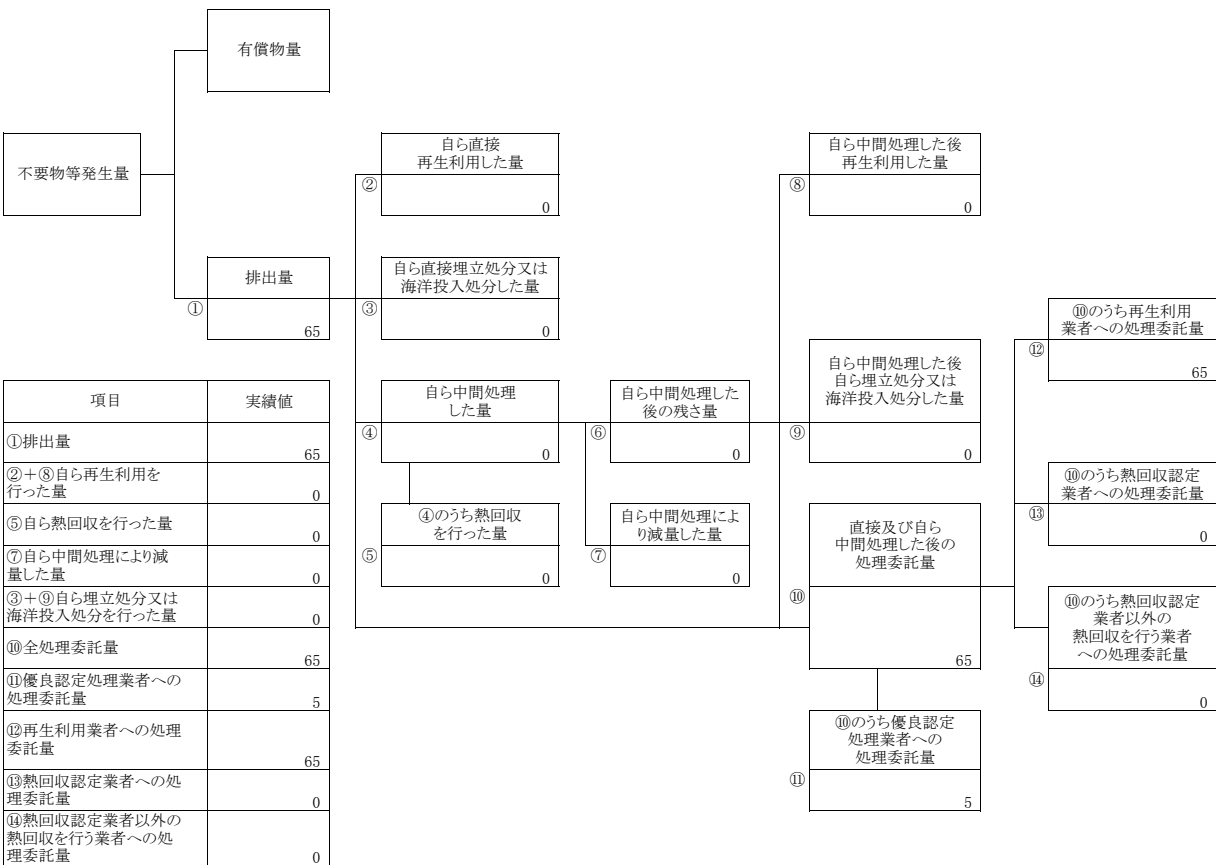 有償物量
不要物等発生量
自ら直接
再生利用した量
②
0
自ら中間処理した後
再生利用した量
⑧
0
排出量
①
65
自ら直接埋立処分又は
海洋投入処分した量
③
0
⑩のうち再生利用
業者への処理委託量
⑫
65
自ら中間処理
した量
④
0
自ら中間処理した
後の残さ量
⑥
0
自ら中間処理した後
自ら埋立処分又は
海洋投入処分した量
⑨
0
⑩のうち熱回収認定
業者への処理委託量
⑬
0
④のうち熱回収
を行った量
⑤
0
自ら中間処理によ
り減量した量
⑦
0
直接及び自ら
中間処理した後の
処理委託量
⑩
65
⑩のうち熱回収認定
業者以外の
熱回収を行う業者
への処理委託量
⑭
0
⑩のうち優良認定
処理業者への
処理委託量
⑪
5
項目 実績値
①排出量 65
②+⑧自ら再生利用を
行った量 0
⑤自ら熱回収を行った量 0
⑦自ら中間処理により減
量した量 0
③+⑨自ら埋立処分又は
海洋投入処分を行った量 0
⑩全処理委託量 65
⑪優良認定処理業者への
処理委託量 5
⑫再生利用業者への処理
委託量 65
⑬熱回収認定業者への処
理委託量 0
⑭熱回収認定業者以外の
熱回収を行う業者への処
理委託量 0